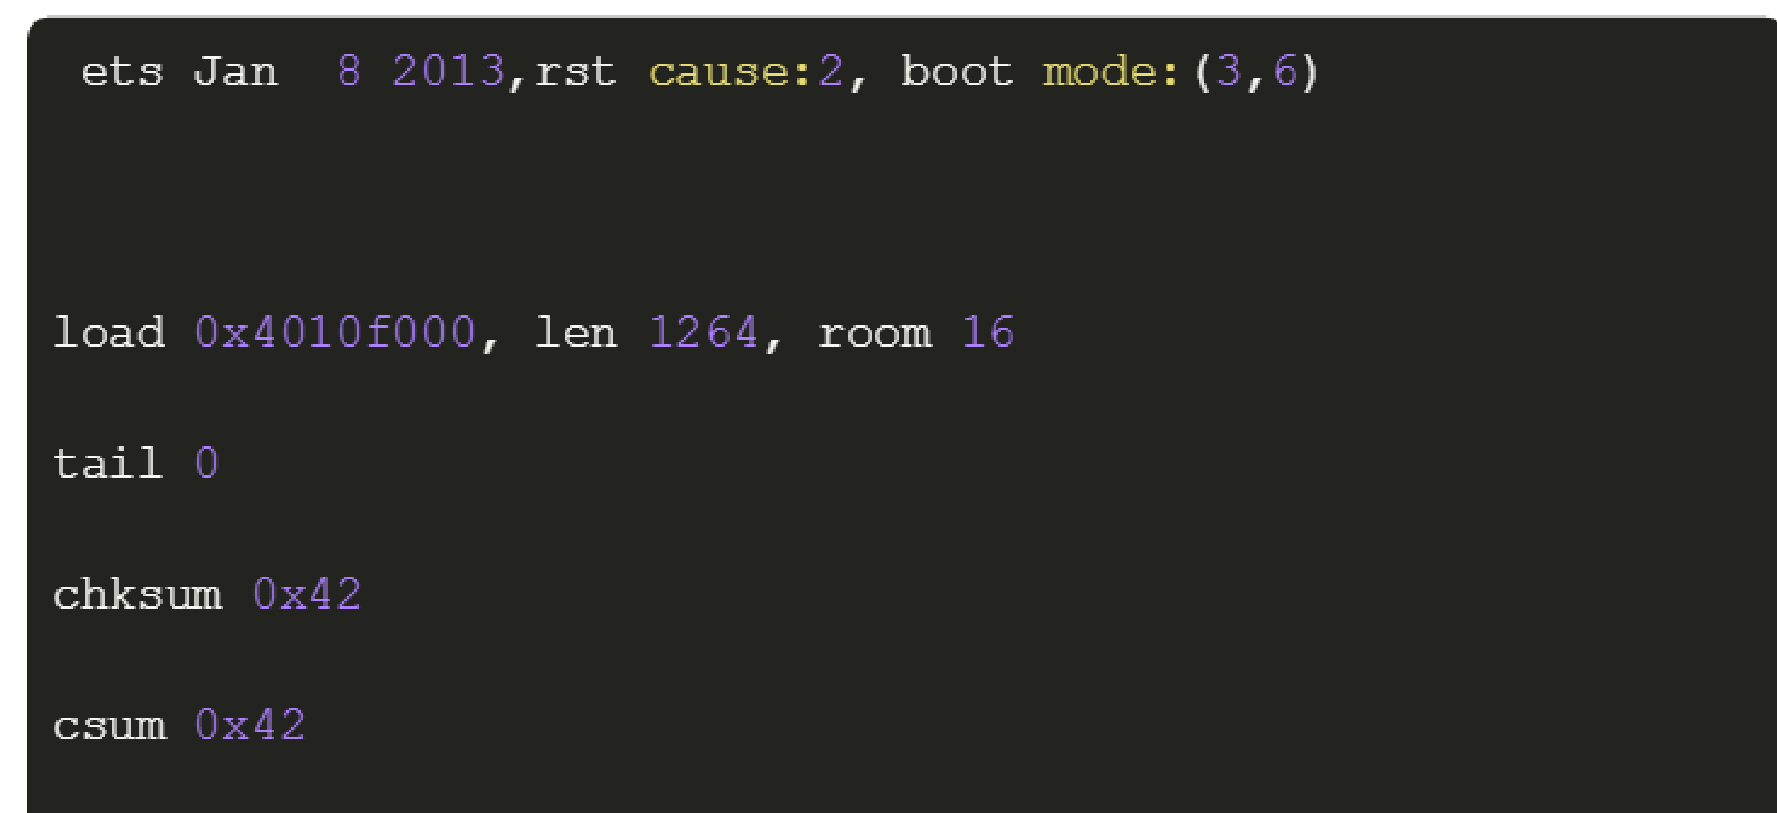 ets Jan  8 2013,rst cause:2, boot mode:(3,6)
load 0x4010f000, len 1264, room 16
tail 0
chksum 0x42
csum 0x42